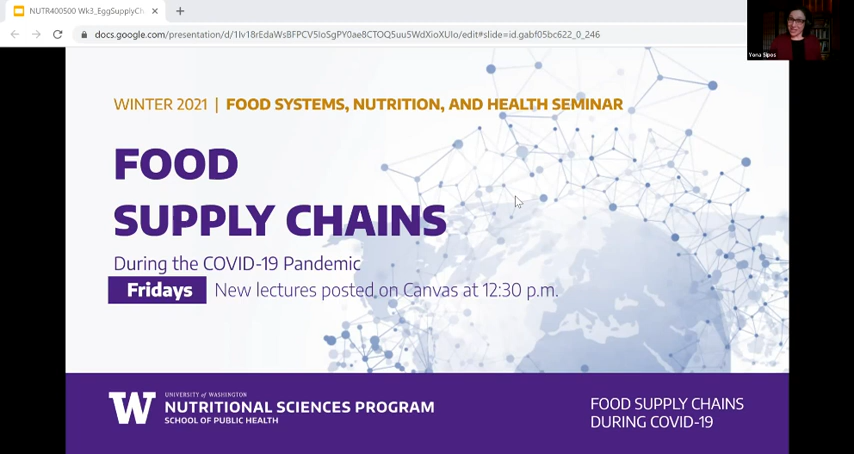 NUTR400500 Wk3_EggSupplyCh
docs.google.com/presentation/d/1Iv18rEdaWsBFPCV5IoSgPY0ae8CTOQ5uu5WdXioXUIo/edit#slide=id.gabf05bc622_0_246
Yona Sipos
WINTER 2021 | FOOD SYSTEMS, NUTRITION, AND HEALTH SEMINAR
FOOD
SUPPLY CHAINS
During the COVID-19 Pandemic
Fridays New lectures posted on Canvas at 12:30 p.m.
W
UNIVERSITY of WASHINGTON
NUTRITIONAL SCIENCES PROGRAM
SCHOOL OF PUBLIC HEALTH
FOOD SUPPLY CHAINS
DURING COVID-19